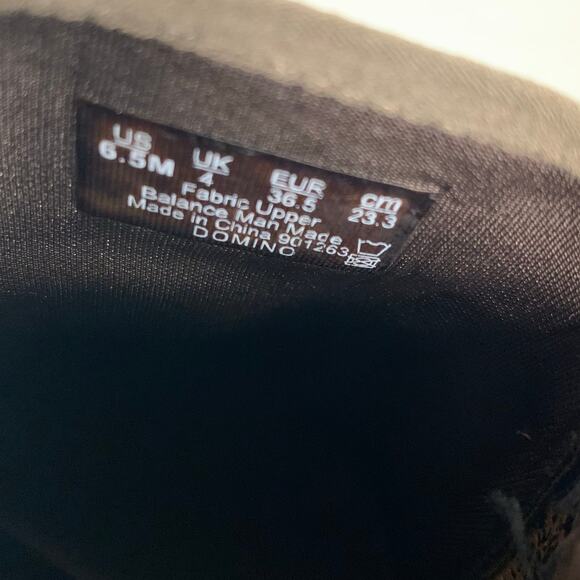 US UK EUR cm
6.5M 4 36.5 23.3
Fabric Upper
Balance Man Made
Made in China 901263
DOMINO